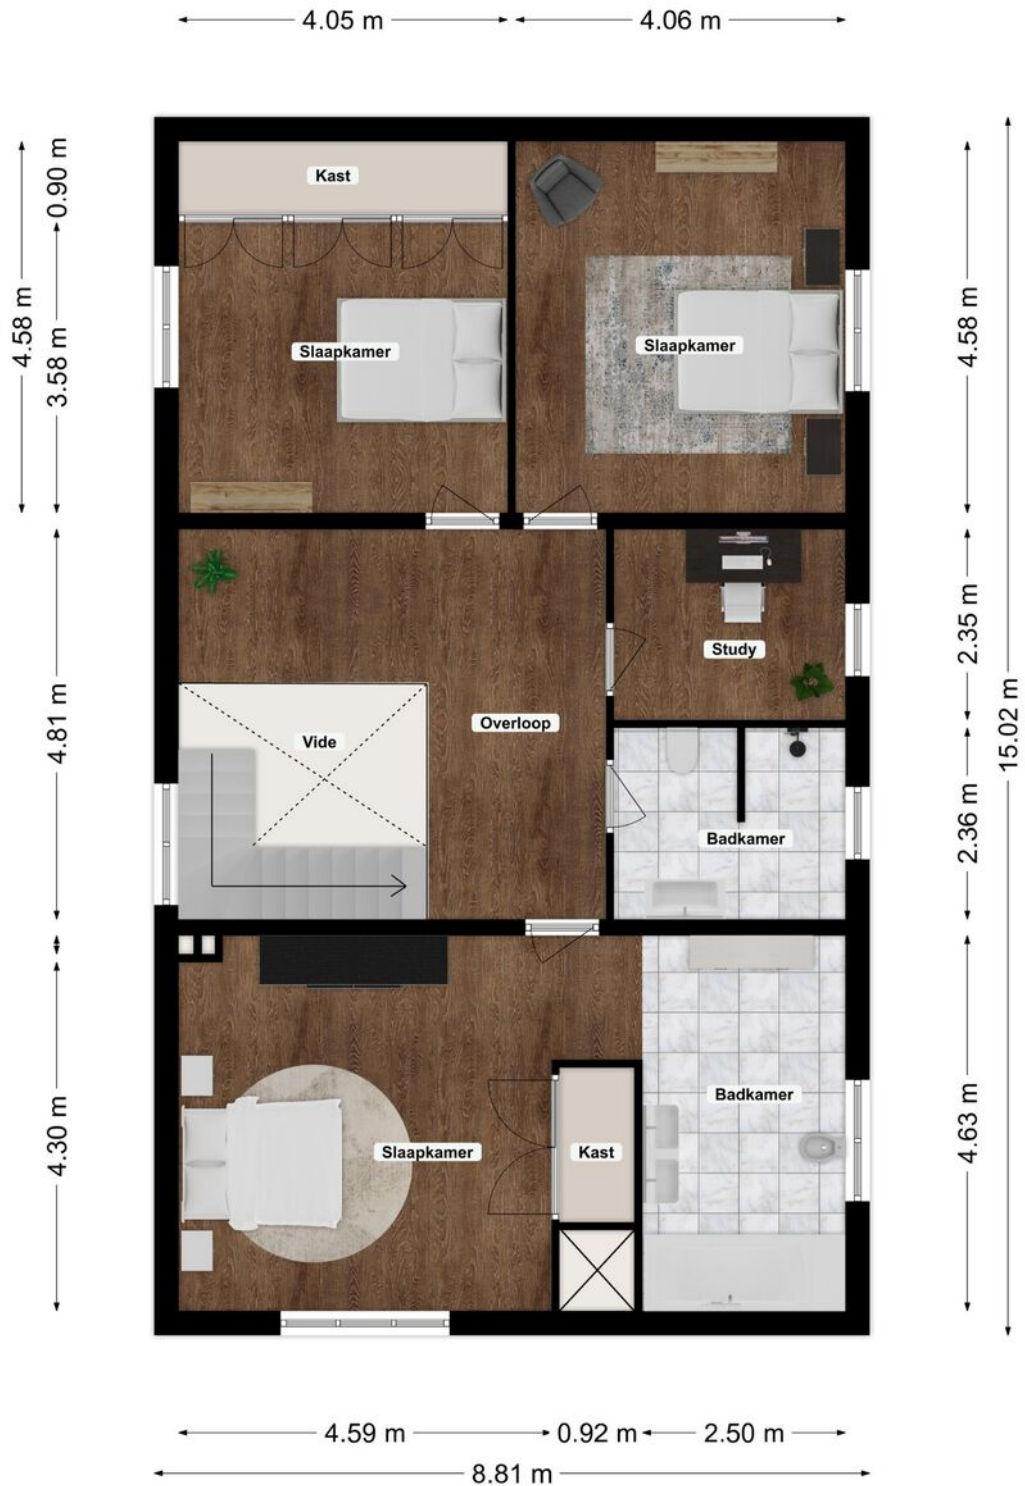 4.05 m
4.06 m
0.90 m
4.58 m
3.58 m
4.58 m
Kast
Slaapkamer
Slaapkamer
4.81 m
2.35 m
15.02 m
Study
Overloop
Vide
2.36 m
Badkamer
4.30 m
4.63 m
Badkamer
Slaapkamer
Kast
4.59 m
0.92 m
2.50 m
8.81 m